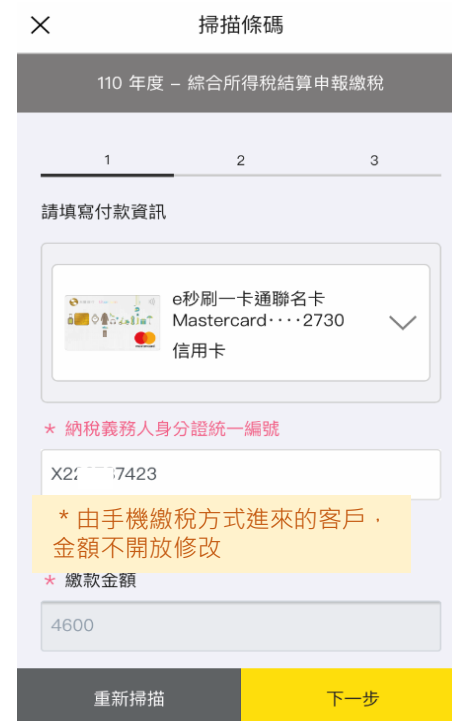 掃描條碼
110 年度 – 綜合所得稅結算申報繳稅
1 2 3
請填寫付款資訊
e秒刷一卡通聯名卡
Mastercard････2730
信用卡
* 納稅義務人身分證統一編號
7423
*由手機繳稅方式進來的客戶，
金額不開放修改
* 繳款金額
4600
重新掃描 下一步